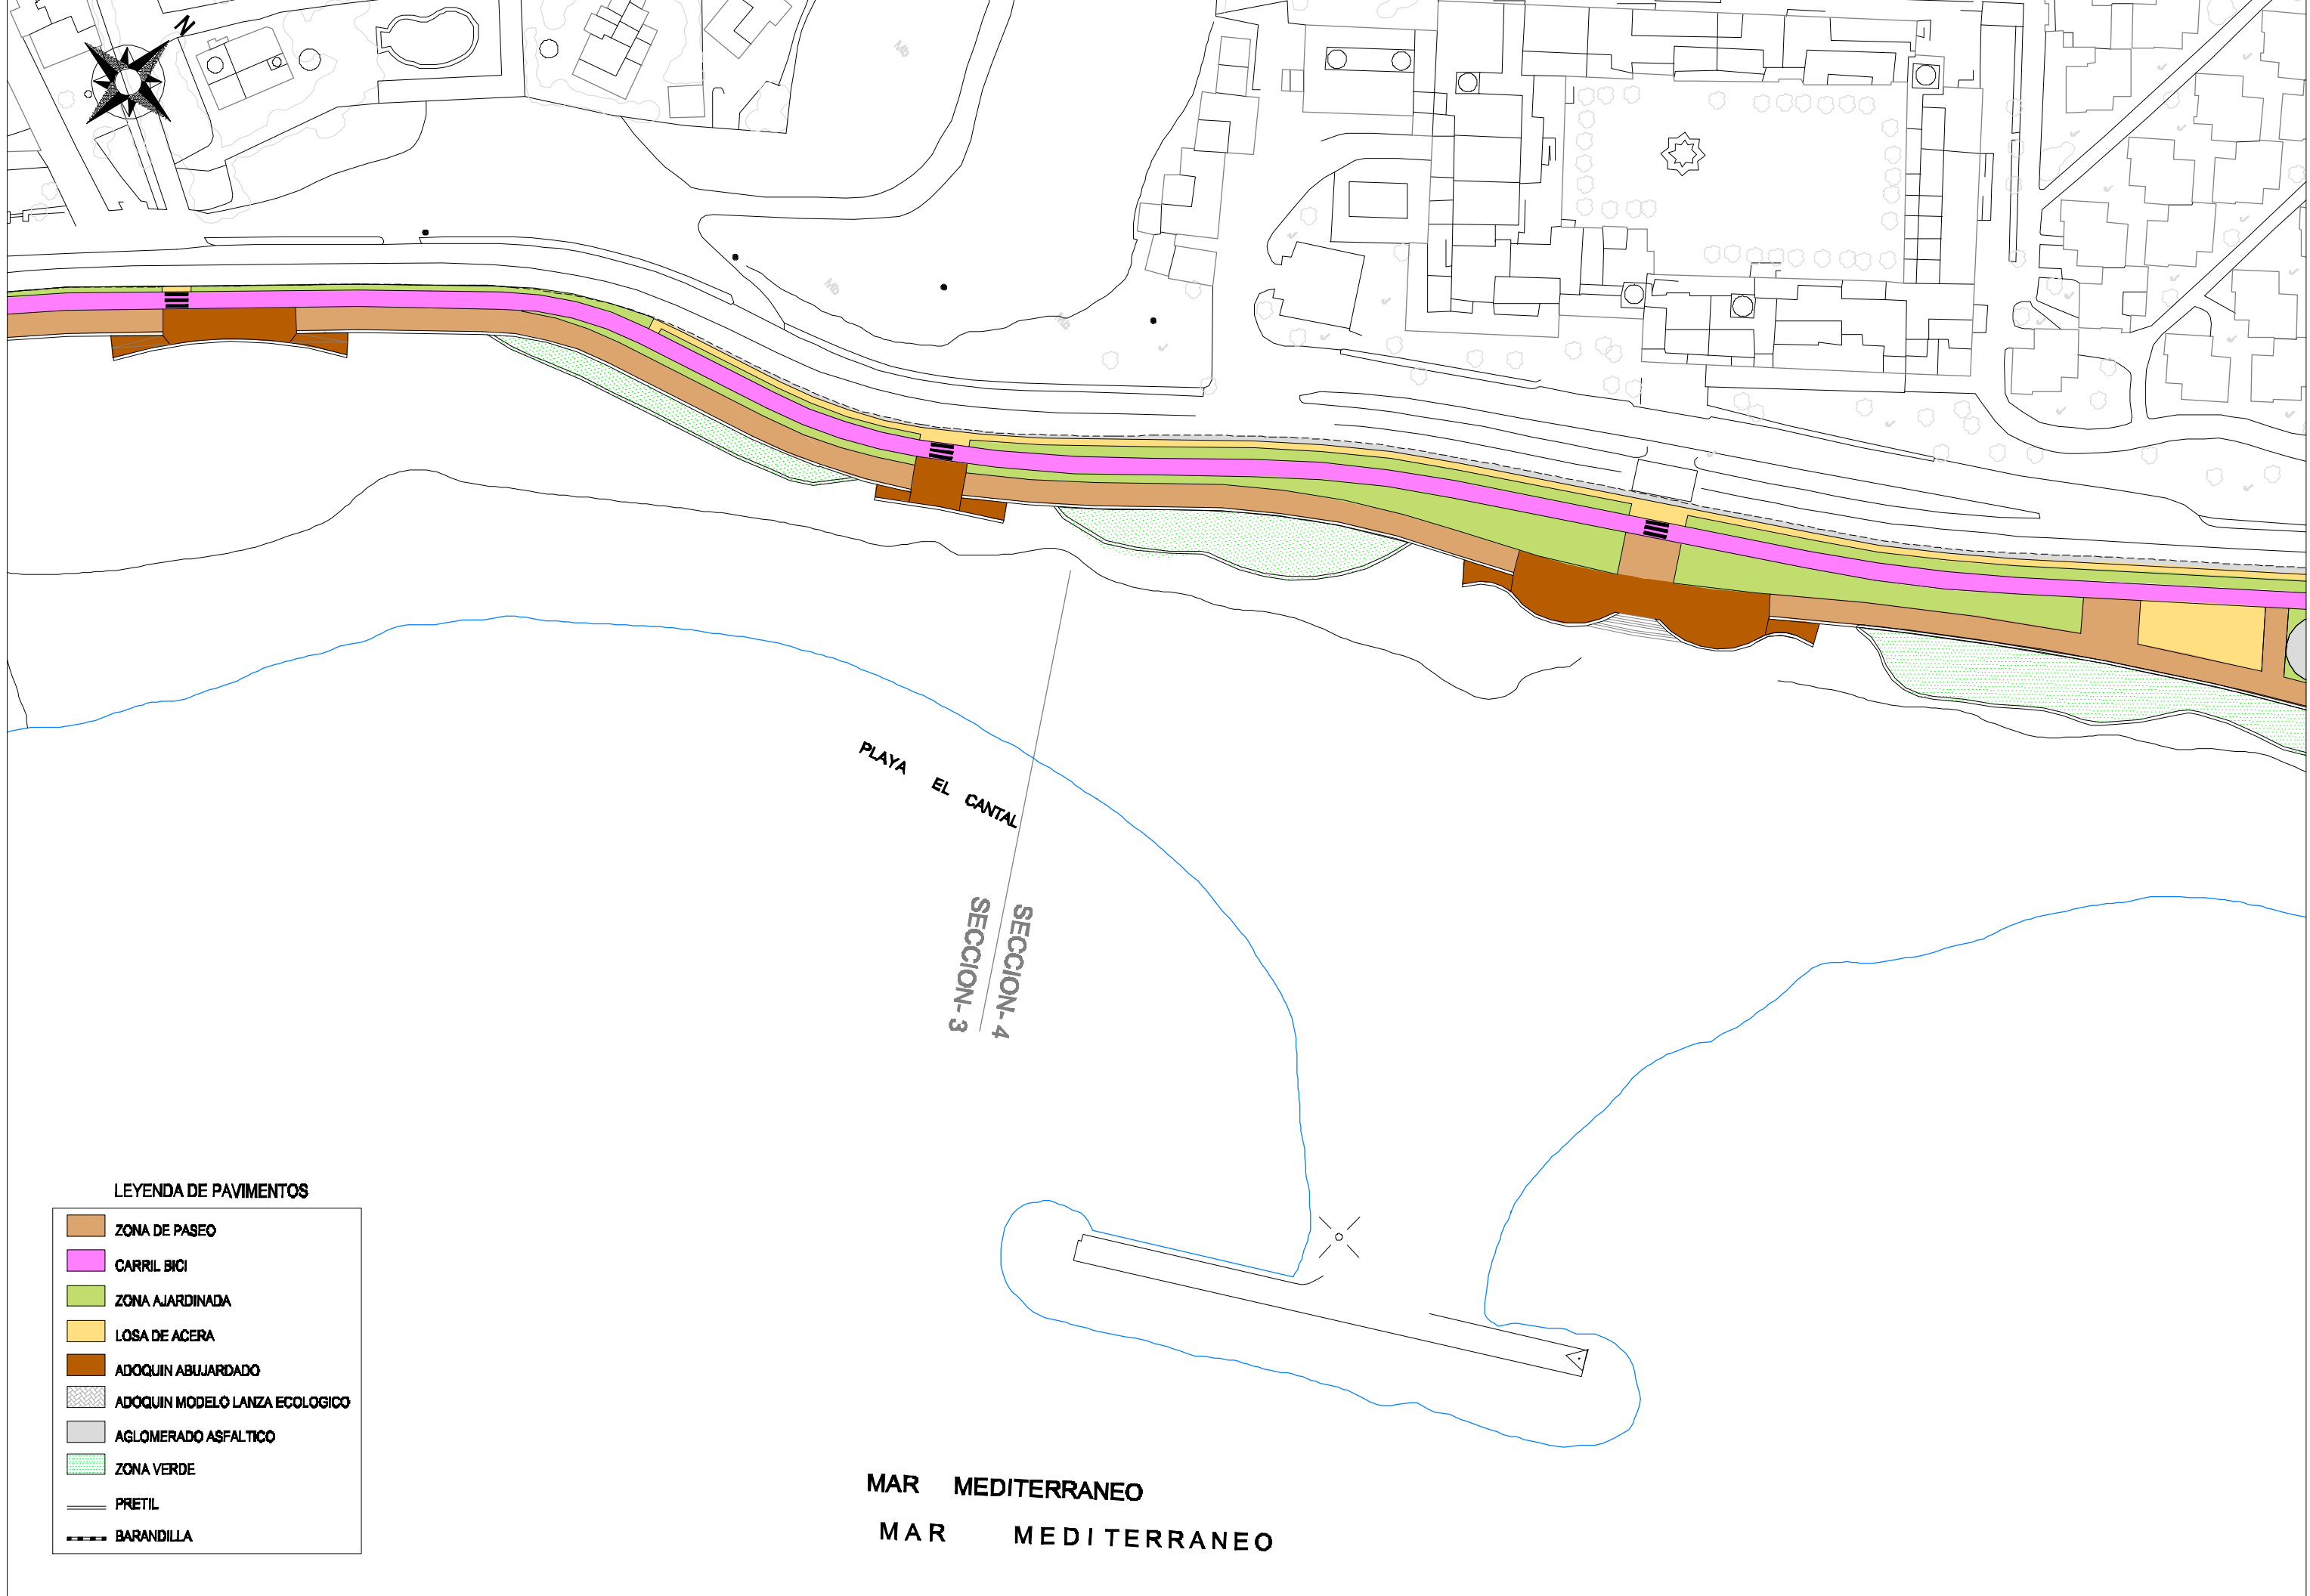 N
PLAYA EL CANTAL
SECCION- 3
SECCION- 4
LEYENDA DE PAVIMENTOS
ZONA DE PASEO
CARRIL BICI
ZONA AJARDINADA
LOSA DE ACERA
ADOQUIN ABUJARDADO
ADOQUIN MODELO LANZA ECOLOGICO
AGLOMERADO ASFALTICO
ZONA VERDE
PRETIL
BARANDILLA
MAR MEDITERRANEO
MAR MEDITERRANEO